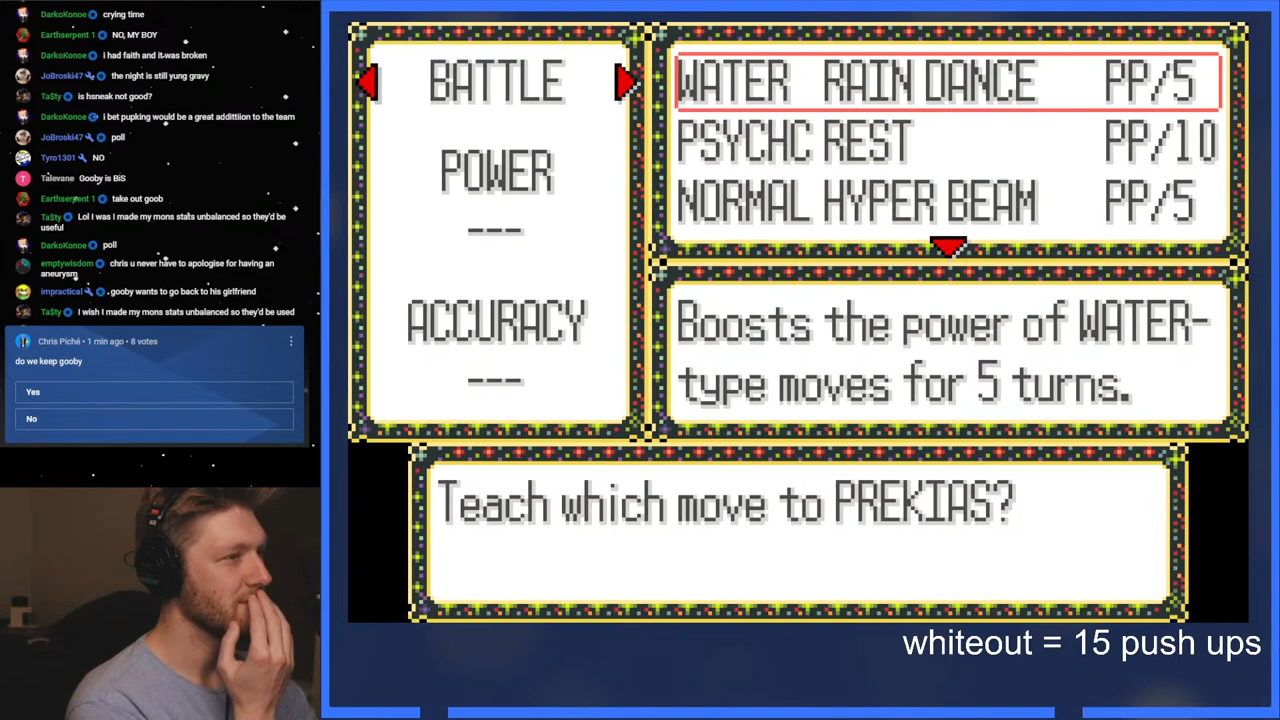 DarkoKonoe crying time
Earthserpent 1 NO, MY BOY
DarkoKonoe i had faith and it was broken
JoBroski47 the night is still yung gravy
Ta$ty is hsneak not good?
DarkoKonoe i bet pupking would be a great addittiion to the team
JoBroski47 poll
Tyro1301 NO
Talevane Gooby is BiS
Earthserpent 1 take out goob
Ta$ty Lol I was I made my mons stats unbalanced so they'd be
useful
DarkoKonoe poll
emptywisdom chris u never have to apologise for having an
aneurysm
impractical gooby wants to go back to his girlfriend
Ta$ty I wish I made my mons stats unbalanced so they'd be used
Chris Piché • 1 min ago • 8 votes
do we keep gooby
Yes
No
BATTLE
POWER
---
ACCURACY
---
WATER RAIN DANCE PP/5
PSYCHC REST PP/10
NORMAL HYPER BEAM PP/5
Boosts the power of WATER-
type moves for 5 turns.
Teach which move to PREKIAS?
whiteout = 15 push ups